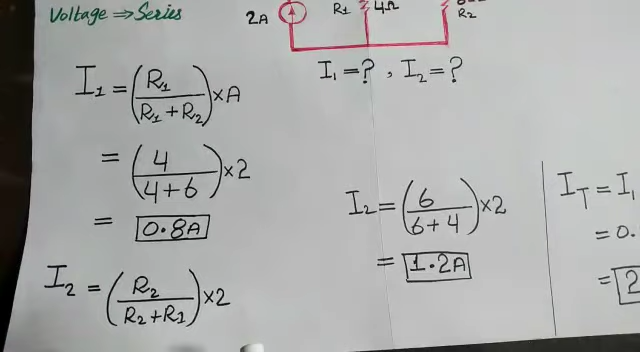 Voltage ⇒ Series
2A R₁ 4Ω
R₂
I₁ = ? , I₂ = ?
I₁ = (R₁ / (R₁ + R₂)) × A
= (4 / (4 + 6)) × 2
= 0.8A
I₂ = (R₂ / (R₂ + R₁)) × 2
I₂ = (6 / (6 + 4)) × 2
= 1.2A
I_T = I₁
= 0.
= 2